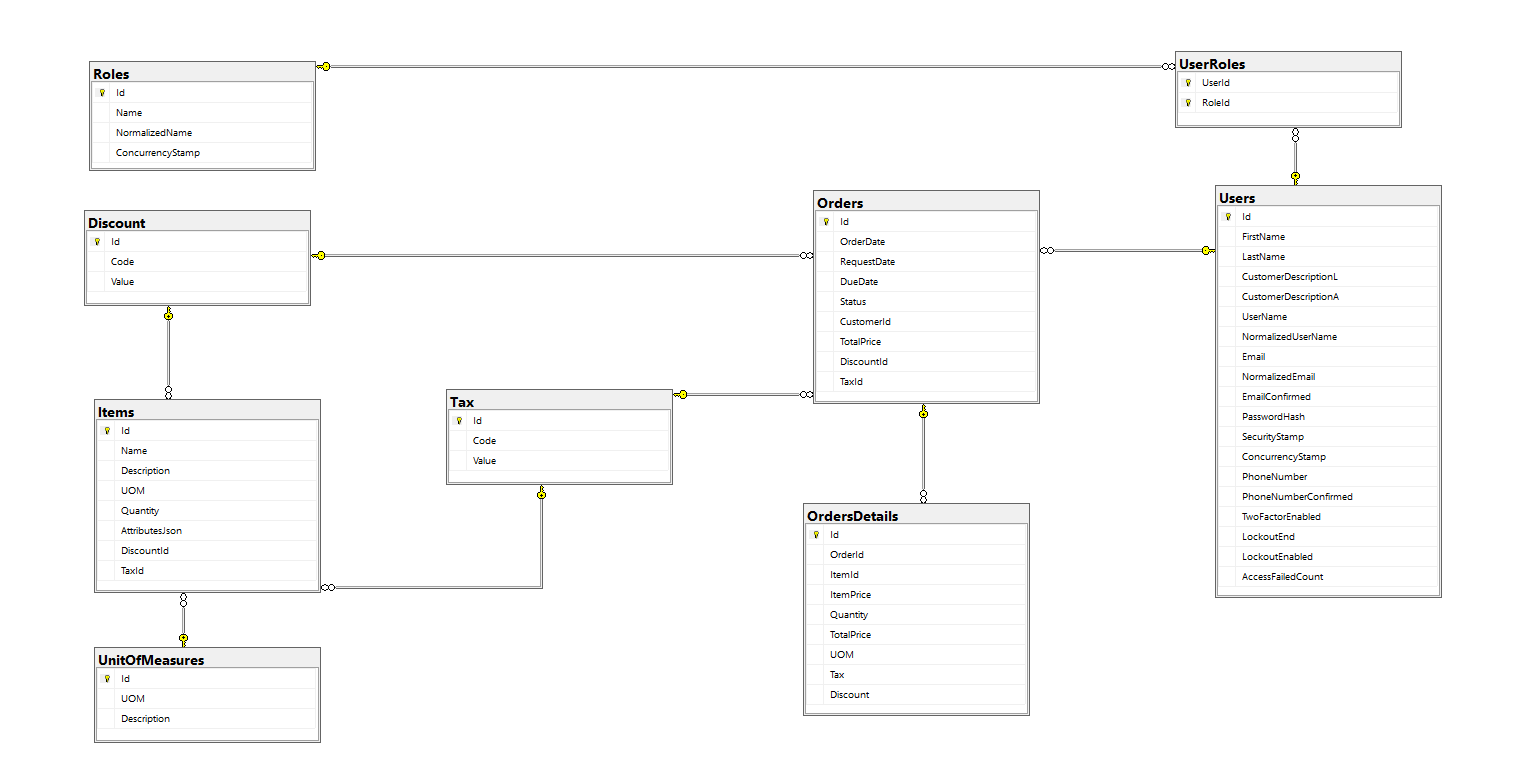 Roles
Id
Name
NormalizedName
ConcurrencyStamp
UserRoles
UserId
RoleId
Discount
Id
Code
Value
Orders
Id
OrderDate
RequestDate
DueDate
Status
CustomerId
TotalPrice
DiscountId
TaxId
Users
Id
FirstName
LastName
CustomerDescriptionL
CustomerDescriptionA
UserName
NormalizedUserName
Email
NormalizedEmail
EmailConfirmed
PasswordHash
SecurityStamp
ConcurrencyStamp
PhoneNumber
PhoneNumberConfirmed
TwoFactorEnabled
LockoutEnd
LockoutEnabled
AccessFailedCount
Items
Id
Name
Description
UOM
Quantity
AttributesJson
DiscountId
TaxId
Tax
Id
Code
Value
OrdersDetails
Id
OrderId
ItemId
ItemPrice
Quantity
TotalPrice
UOM
Tax
Discount
UnitOfMeasures
Id
UOM
Description